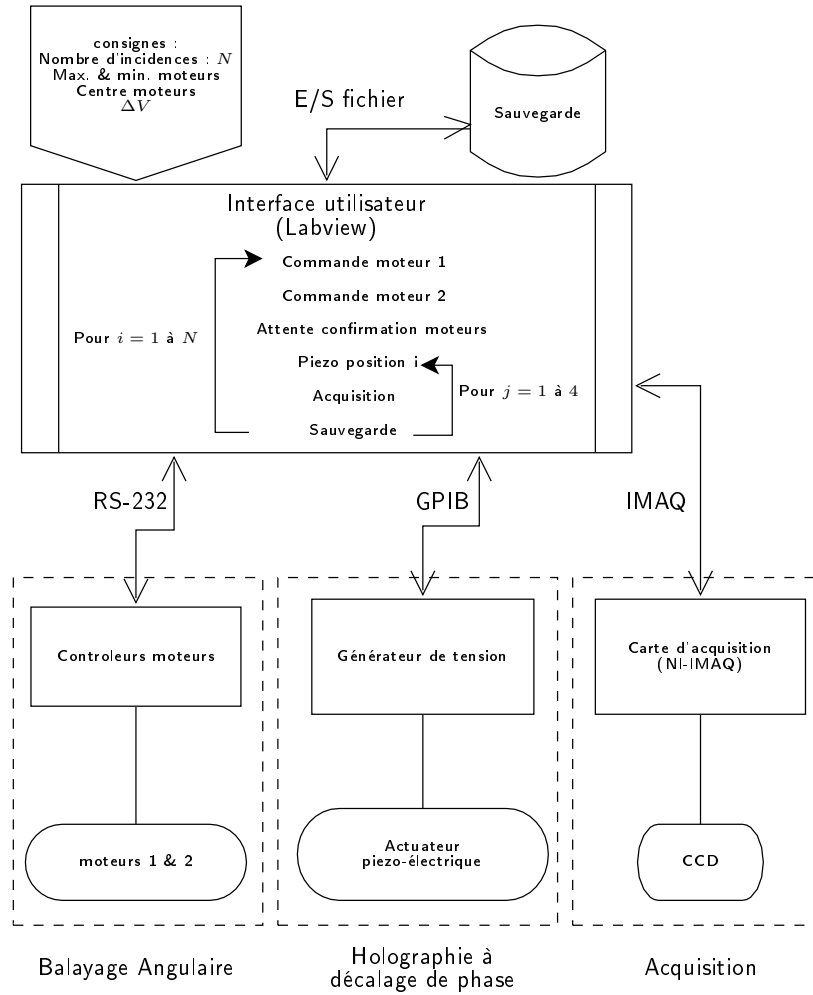 consignes :
Nombre d'incidences : N
Max. & min. moteurs
Centre moteurs
ΔV
E/S fichier
Sauvegarde
Interface utilisateur
(Labview)
Commande moteur 1
Commande moteur 2
Attente confirmation moteurs
Pour i = 1 à N
Piezo position i
Acquisition
Pour j = 1 à 4
Sauvegarde
RS-232
GPIB
IMAQ
Controleurs moteurs
Générateur de tension
Carte d'acquisition
(NI-IMAQ)
moteurs 1 & 2
Actuateur
piezo-électrique
CCD
Balayage Angulaire
Holographie à
décalage de phase
Acquisition